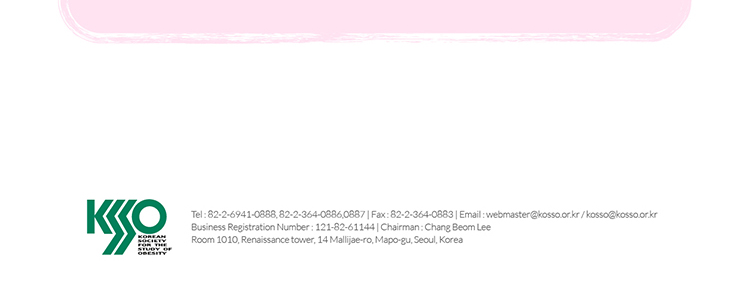 KSSO
KOREAN
SOCIETY
FOR THE
STUDY OF
OBESITY
Tel : 82-2-6941-0888, 82-2-364-0886,0887 | Fax : 82-2-364-0883 | Email : webmaster@kosso.or.kr / kosso@kosso.or.kr
Business Registration Number : 121-82-61144 | Chairman : Chang Beom Lee
Room 1010, Renaissance tower, 14 Mallijae-ro, Mapo-gu, Seoul, Korea